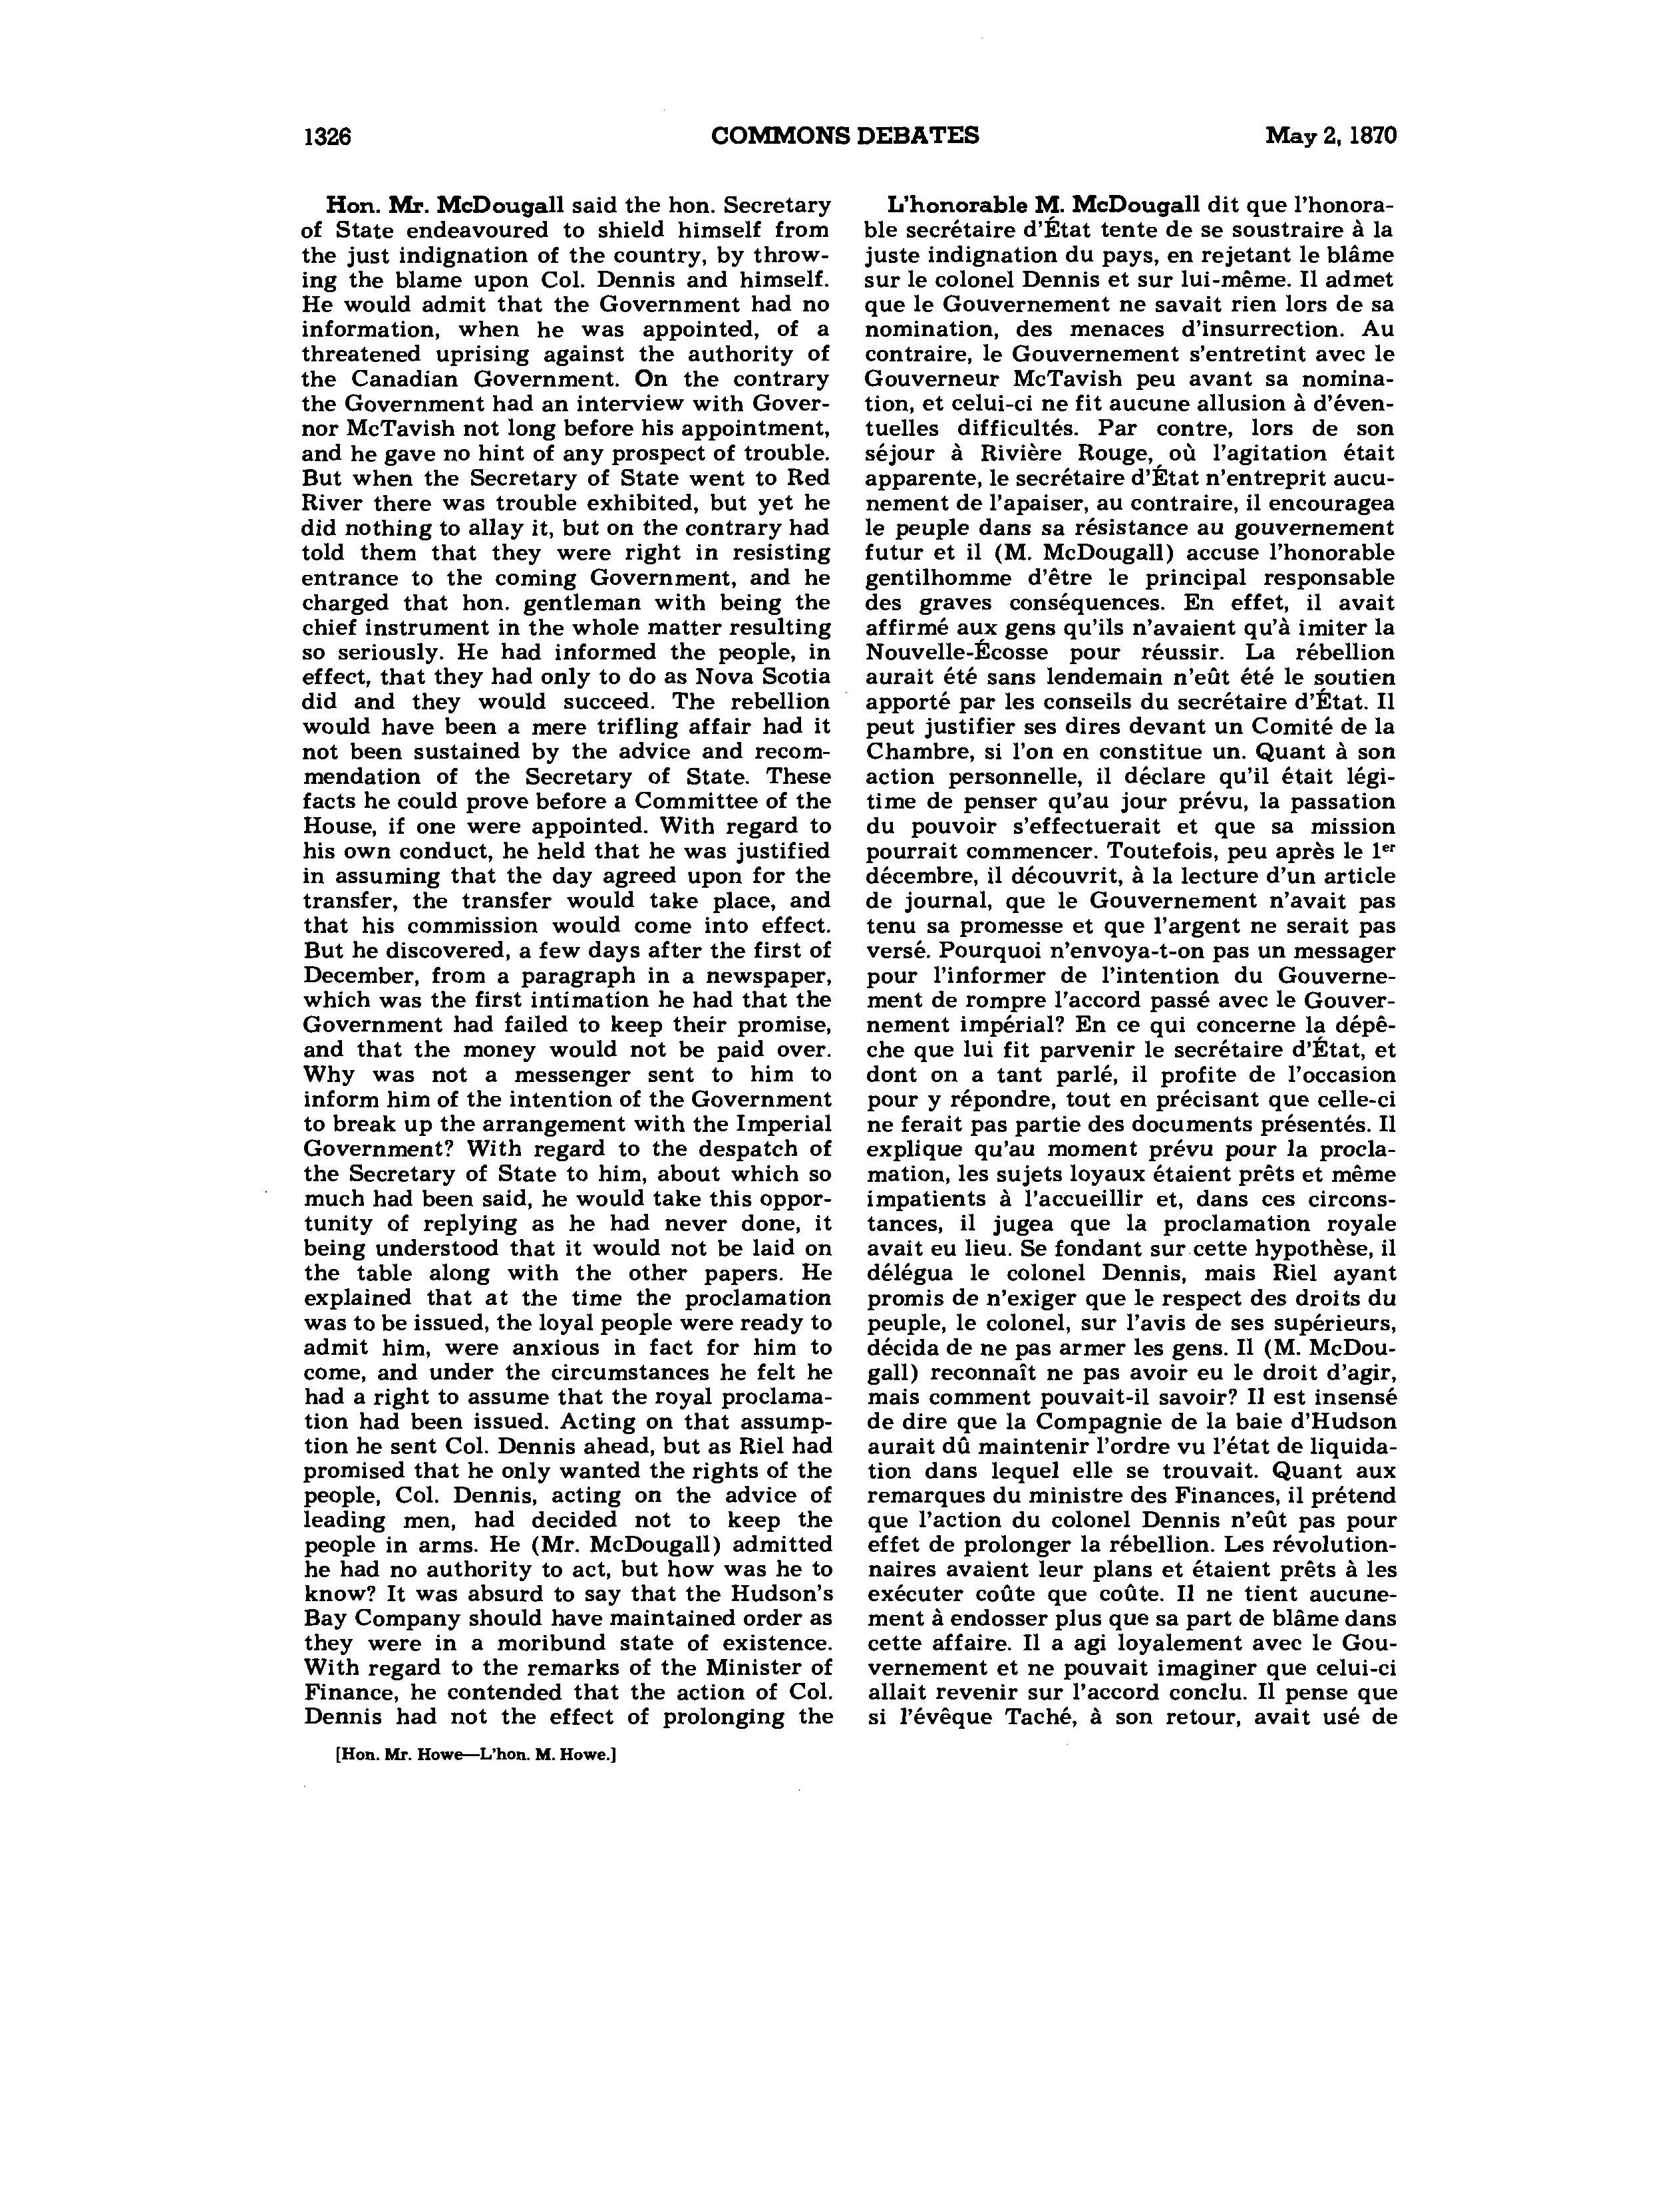 1326
COMMONS DEBATES
May 2, 1870
Hon. Mr. McDougall said the hon. Secretary
of State endeavoured to shield himself from
the just indignation of the country, by throw-
ing the blame upon Col. Dennis and himself.
He would admit that the Government had no
information, when he was appointed, of a
threatened uprising against the authority of
the Canadian Government. On the contrary
the Government had an interview with Gover-
nor McTavish not long before his appointment,
and he gave no hint of any prospect of trouble.
But when the Secretary of State went to Red
River there was trouble exhibited, but yet he
did nothing to allay it, but on the contrary had
told them that they were right in resisting
entrance to the coming Government, and he
charged that hon. gentleman with being the
chief instrument in the whole matter resulting
so seriously. He had informed the people, in
effect, that they had only to do as Nova Scotia
did and they would succeed. The rebellion
would have been a mere trifling affair had it
not been sustained by the advice and recom-
mendation of the Secretary of State. These
facts he could prove before a Committee of the
House, if one were appointed. With regard to
his own conduct, he held that he was justified
in assuming that the day agreed upon for the
transfer, the transfer would take place, and
that his commission would come into effect.
But he discovered, a few days after the first of
December, from a paragraph in a newspaper,
which was the first intimation he had that the
Government had failed to keep their promise,
and that the money would not be paid over.
Why was not a messenger sent to him to
inform him of the intention of the Government
to break up the arrangement with the Imperial
Government? With regard to the despatch of
the Secretary of State to him, about which so
much had been said, he would take this oppor-
tunity of replying as he had never done, it
being understood that it would not be laid on
the table along with the other papers. He
explained that at the time the proclamation
was to be issued, the loyal people were ready to
admit him, were anxious in fact for him to
come, and under the circumstances he felt he
had a right to assume that the royal proclama-
tion had been issued. Acting on that assump-
tion he sent Col. Dennis ahead, but as Riel had
promised that he only wanted the rights of the
people, Col. Dennis, acting on the advice of
leading men, had decided not to keep the
people in arms. He (Mr. McDougall) admitted
he had no authority to act, but how was he to
know? It was absurd to say that the Hudson's
Bay Company should have maintained order as
they were in a moribund state of existence.
With regard to the remarks of the Minister of
Finance, he contended that the action of Col.
Dennis had not the effect of prolonging the
L'honorable M. McDougall dit que l'honora-
ble secrétaire d'État tente de se soustraire à la
juste indignation du pays, en rejetant le blâme
sur le colonel Dennis et sur lui-même. Il admet
que le Gouvernement ne savait rien lors de sa
nomination, des menaces d'insurrection. Au
contraire, le Gouvernement s'entretint avec le
Gouverneur McTavish peu avant sa nomina-
tion, et celui-ci ne fit aucune allusion à d'éven-
tuelles difficultés. Par contre, lors de son
séjour à Rivière Rouge, où l'agitation était
apparente, le secrétaire d'État n'entreprit aucu-
nement de l'apaiser, au contraire, il encouragea
le peuple dans sa résistance au gouvernement
futur et il (M. McDougall) accuse l'honorable
gentilhomme d'être le principal responsable
des graves conséquences. En effet, il avait
affirmé aux gens qu'ils n'avaient qu'à imiter la
Nouvelle-Écosse pour réussir. La rébellion
aurait été sans lendemain n'eût été le soutien
apporté par les conseils du secrétaire d'État. Il
peut justifier ses dires devant un Comité de la
Chambre, si l'on en constitue un. Quant à son
action personnelle, il déclare qu'il était légi-
time de penser qu'au jour prévu, la passation
du pouvoir s'effectuerait et que sa mission
pourrait commencer. Toutefois, peu après le 1er
décembre, il découvrit, à la lecture d'un article
de journal, que le Gouvernement n'avait pas
tenu sa promesse et que l'argent ne serait pas
versé. Pourquoi n'envoya-t-on pas un messager
pour l'informer de l'intention du Gouverne-
ment de rompre l'accord passé avec le Gouver-
nement impérial? En ce qui concerne la dépê-
che que lui fit parvenir le secrétaire d'État, et
dont on a tant parlé, il profite de l'occasion
pour y répondre, tout en précisant que celle-ci
ne ferait pas partie des documents présentés. Il
explique qu'au moment prévu pour la procla-
mation, les sujets loyaux étaient prêts et même
impatients à l'accueillir et, dans ces circons-
tances, il jugea que la proclamation royale
avait eu lieu. Se fondant sur cette hypothèse, il
délégua le colonel Dennis, mais Riel ayant
promis de n'exiger que le respect des droits du
peuple, le colonel, sur l'avis de ses supérieurs,
décida de ne pas armer les gens. Il (M. McDou-
gall) reconnaît ne pas avoir eu le droit d'agir,
mais comment pouvait-il savoir? Il est insensé
de dire que la Compagnie de la baie d'Hudson
aurait dû maintenir l'ordre vu l'état de liquida-
tion dans lequel elle se trouvait. Quant aux
remarques du ministre des Finances, il prétend
que l'action du colonel Dennis n'eût pas pour
effet de prolonger la rébellion. Les révolution-
naires avaient leur plans et étaient prêts à les
exécuter coûte que coûte. Il ne tient aucune-
ment à endosser plus que sa part de blâme dans
cette affaire. Il a agi loyalement avec le Gou-
vernement et ne pouvait imaginer que celui-ci
allait revenir sur l'accord conclu. Il pense que
si l'évêque Taché, à son retour, avait usé de
[Hon. Mr. Howe—L'hon. M. Howe.]